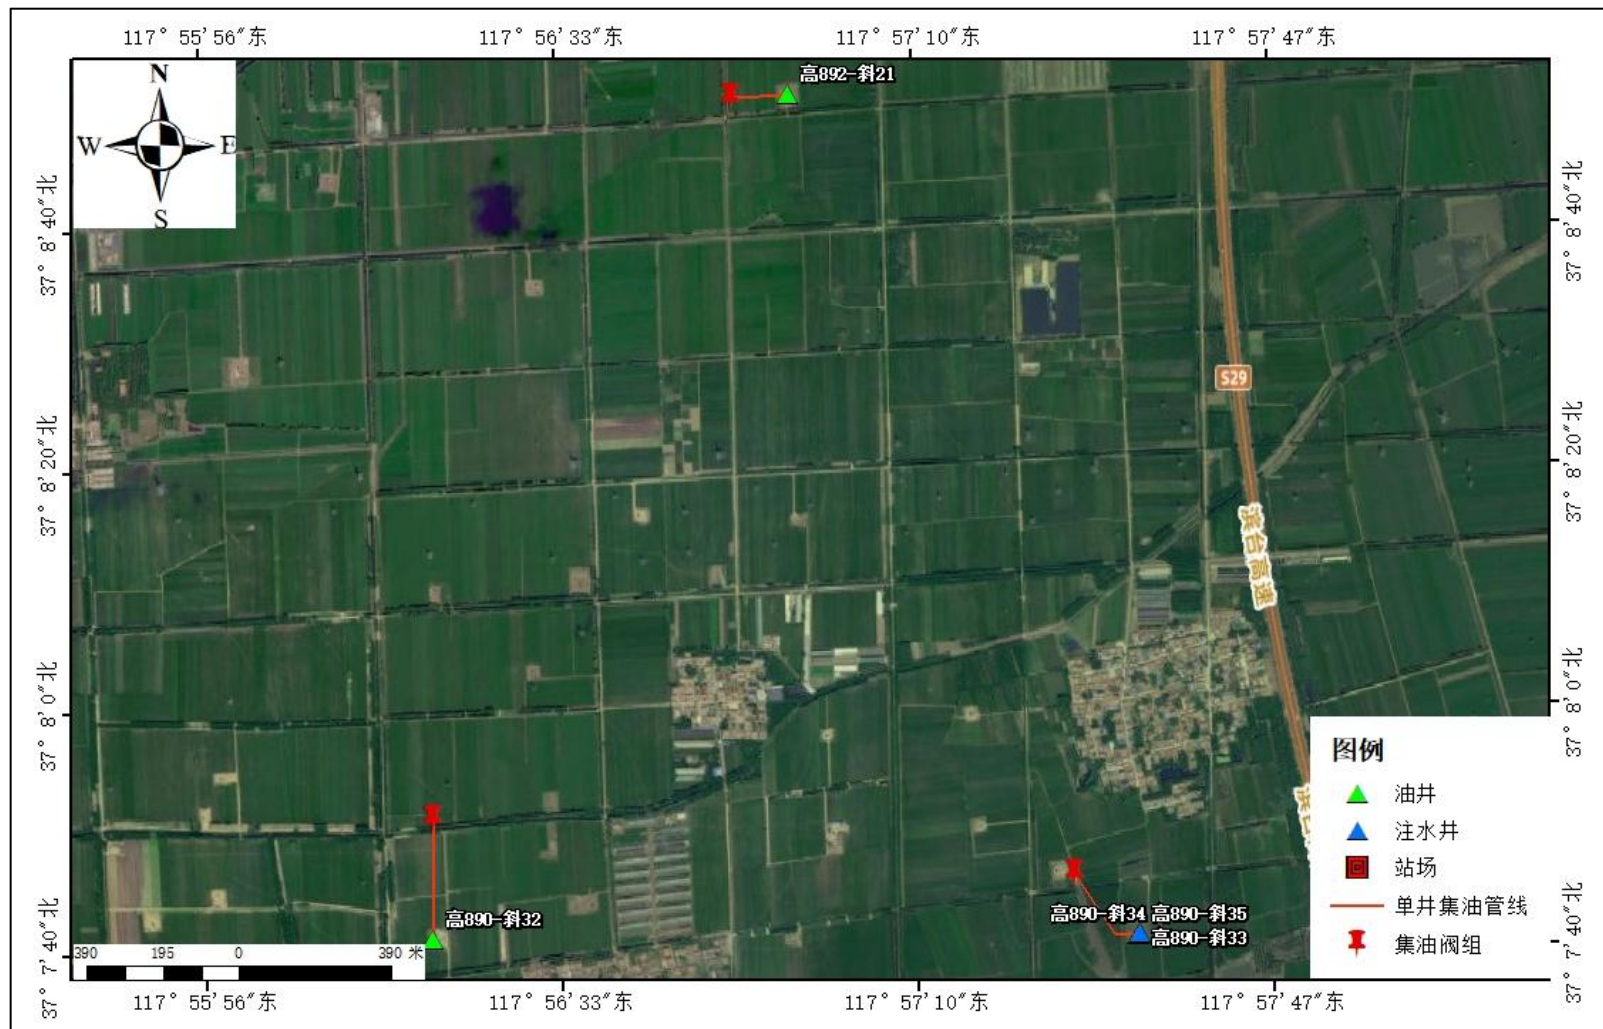 117° 55′56″东 117° 56′33″东 117° 57′10″东 117° 57′47″东
N
W E
S
高892-斜21
37° 8′40″北
37° 8′40″北
S29
37° 8′20″北
37° 8′20″北
滨台高速
37° 8′0″北
37° 8′0″北
图例
油井
注水井
站场
单井集油管线
集油阀组
高890-斜32
高890-斜34 高890-斜35
高890-斜33
37° 7′40″北
37° 7′40″北
390 195 0 390 米
117° 55′56″东 117° 56′33″东 117° 57′10″东 117° 57′47″东